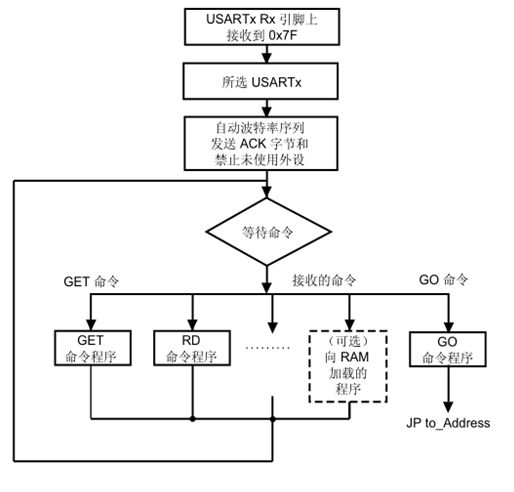 USARTx Rx 引脚上
接收到 0x7F
所选 USARTx
自动波特率序列
发送 ACK 字节和
禁止未使用外设
等待命令
GET 命令
接收的命令
GO 命令
GET
命令程序
RD
命令程序
.........
（可选）
向 RAM
加载的
程序
GO
命令程序
JP to_Address